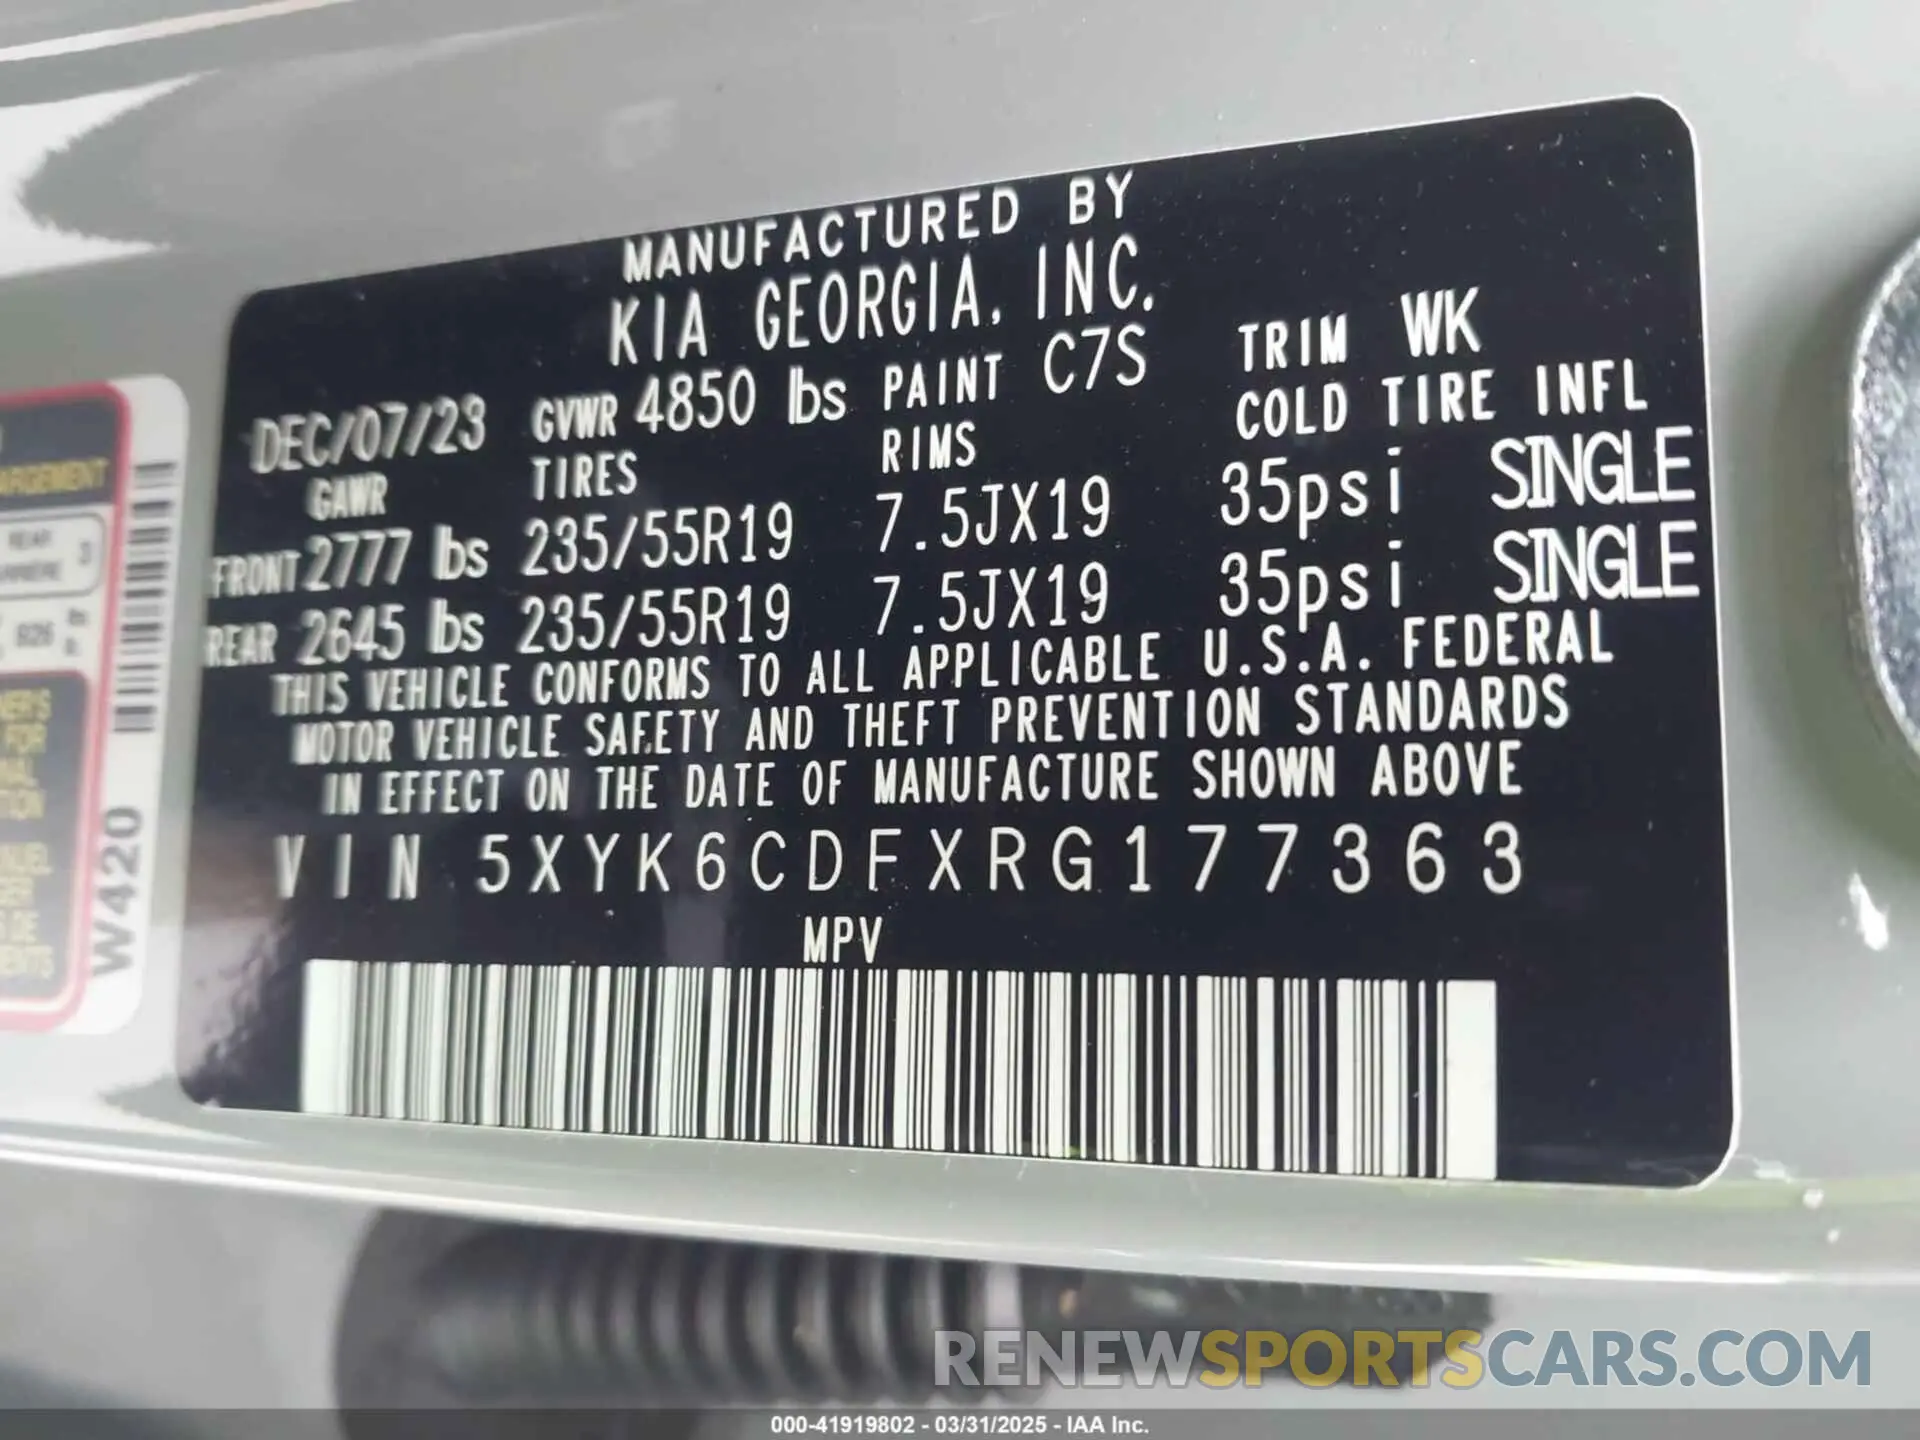 MANUFACTURED BY
KIA GEORGIA, INC.
DEC/07/23 GVWR 4850 lbs PAINT C7S TRIM WK
GAWR TIRES RIMS COLD TIRE INFL
FRONT 2777 lbs 235/55R19 7.5JX19 35psi SINGLE
REAR 2645 lbs 235/55R19 7.5JX19 35psi SINGLE
THIS VEHICLE CONFORMS TO ALL APPLICABLE U.S.A. FEDERAL
MOTOR VEHICLE SAFETY AND THEFT PREVENTION STANDARDS
IN EFFECT ON THE DATE OF MANUFACTURE SHOWN ABOVE
VIN 5XYK6CDFXRG177363
MPV
REAR
3
W420
RENEWSPORTSCARS.COM
000-41919802 - 03/31/2025 - IAA Inc.